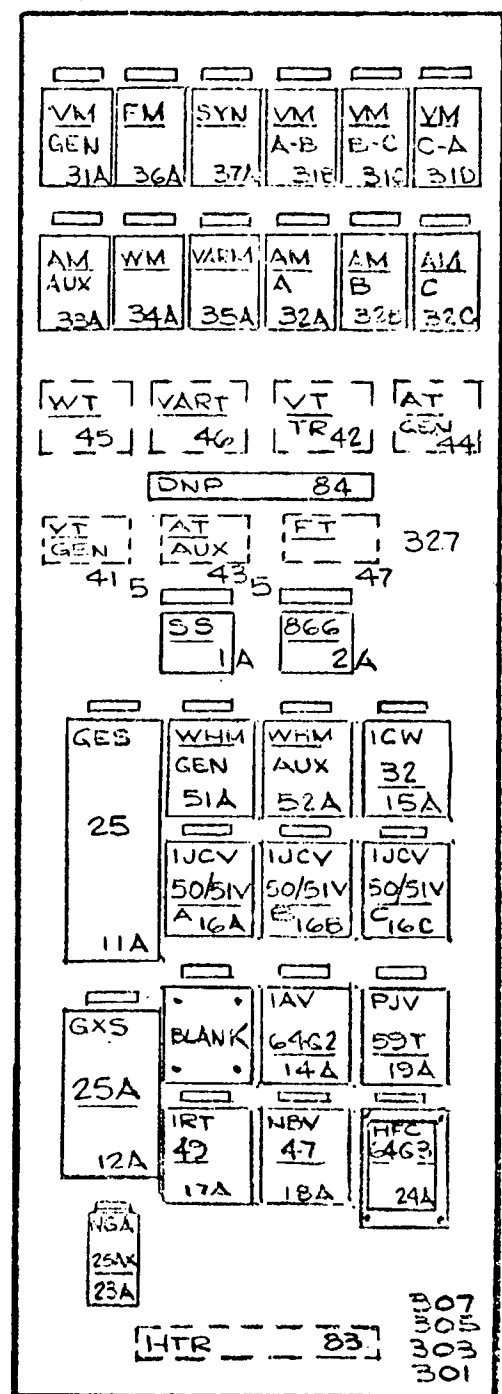 VM FM SYN VM VM VM
GEN A-B B-C C-A
31A 36A 37A 31B 31C 31D
AM WM VARM AM AM AM
AUX A B C
33A 34A 35A 32A 32B 32C
WT VART VT AT
45 46 TR 42 GEN 44
DNP 84
VT AT FT 327
GEN AUX
41 5 43 5 47
SS 866
1A 2A
GES WHM WHM ICW
GEN AUX 32
25 51A 52A 15A
IJCV IJCV IJCV
50/51V 50/51V 50/51V
A 16A B 16B C 16C
11A
GXS BLANK IAV PJV
64G2 59T
25A 14A 19A
IRT NBV HFC
49 47 64G3
12A 17A 18A 24A
NGA
25AX
23A
307
305
HTR 83 303
301